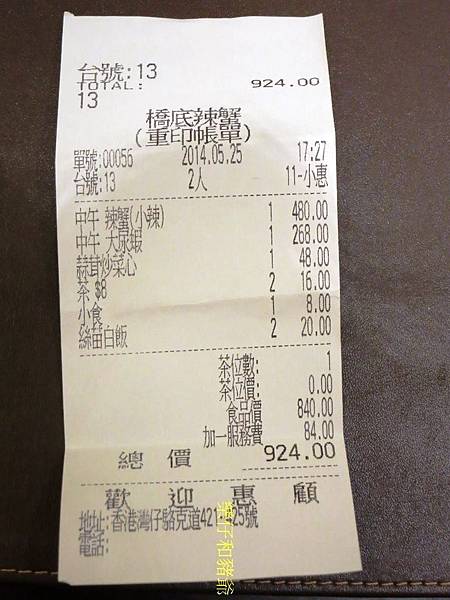 台號:13
TOTAL: 924.00
13
橋底辣蟹
(重印帳單)
單號:00056 2014.05.25 17:27
台號:13 2人 11-小惠
中午 辣蟹(小辣) 1 480.00
中午 大尿蝦 1 268.00
蒜茸炒菜心 1 48.00
茶 $8 2 16.00
小食 1 8.00
絲苗白飯 2 20.00
茶位數: 1
茶位價: 0.00
食品價 840.00
加一服務費 84.00
總 價 924.00
歡 迎 惠 顧
地址:香港灣仔駱克道421-425號
電話:
樂仔和豬爺